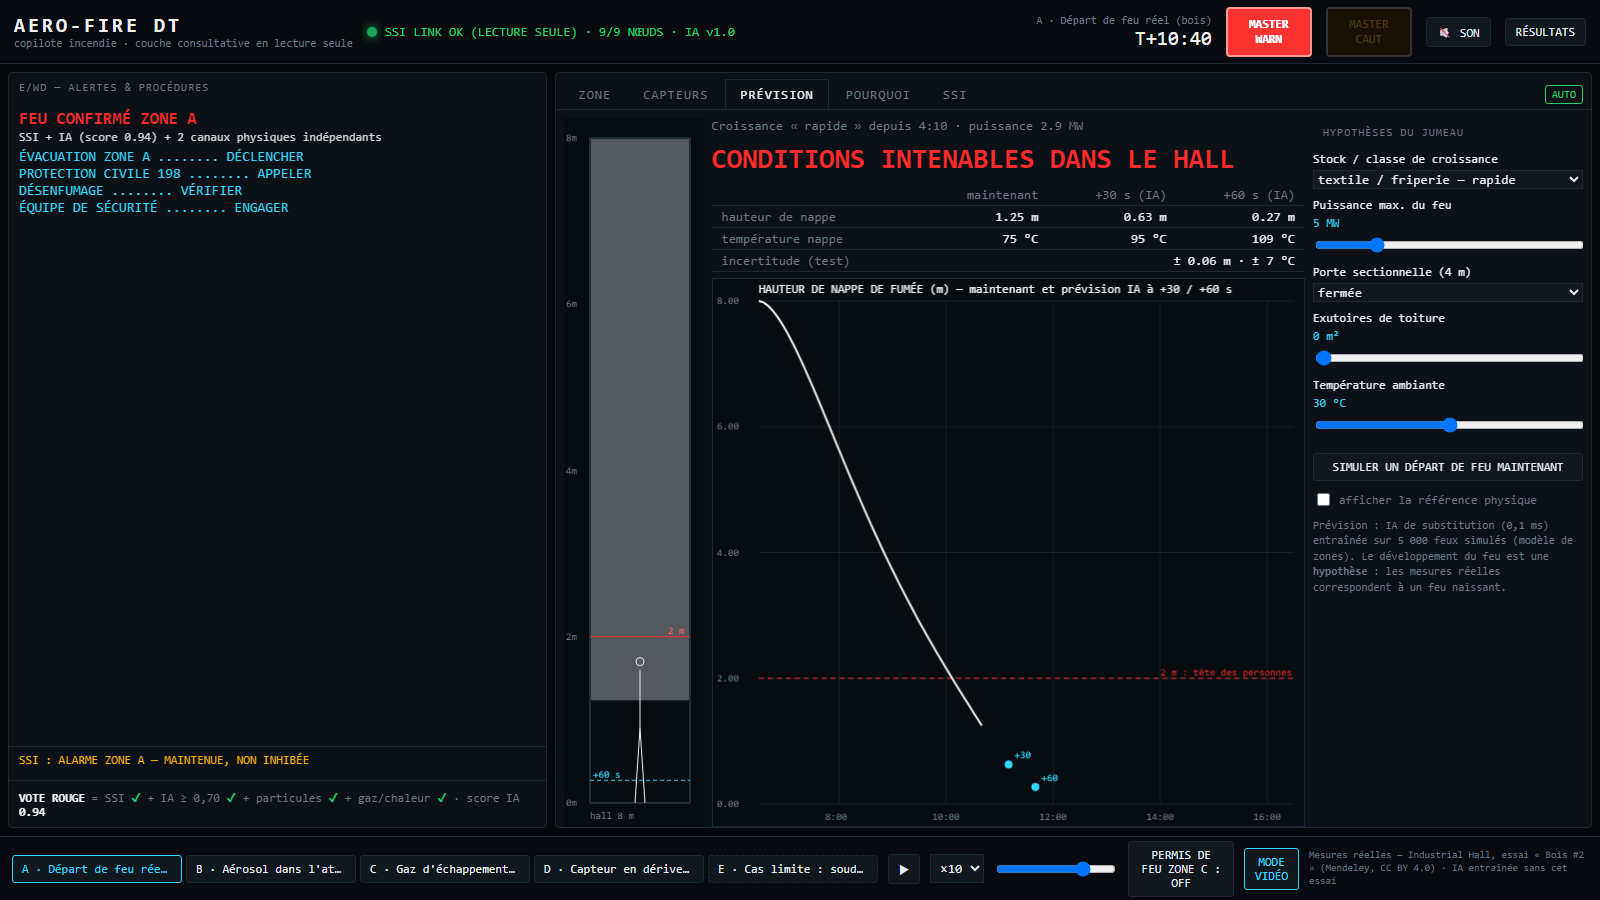 AERO-FIRE DT
copilote incendie · couche consultative en lecture seule
SSI LINK OK (LECTURE SEULE) · 9/9 NŒUDS · IA v1.0
A · Départ de feu réel (bois)
T+10:40
MASTER
WARN
MASTER
CAUT
SON
RÉSULTATS
E/WD — ALERTES & PROCÉDURES
FEU CONFIRMÉ ZONE A
SSI + IA (score 0.94) + 2 canaux physiques indépendants
ÉVACUATION ZONE A ........ DÉCLENCHER
PROTECTION CIVILE 198 ........ APPELER
DÉSENFUMAGE ........ VÉRIFIER
ÉQUIPE DE SÉCURITÉ ........ ENGAGER
SSI : ALARME ZONE A — MAINTENUE, NON INHIBÉE
VOTE ROUGE = SSI ✓ + IA ≥ 0,70 ✓ + particules ✓ + gaz/chaleur ✓ · score IA
0.94
ZONE CAPTEURS PRÉVISION POURQUOI SSI
AUTO
8m
6m
4m
2m
0m
2 m
+60 s
hall 8 m
Croissance « rapide » depuis 4:10 · puissance 2.9 MW
CONDITIONS INTENABLES DANS LE HALL
maintenant +30 s (IA) +60 s (IA)
hauteur de nappe 1.25 m 0.63 m 0.27 m
température nappe 75 °C 95 °C 109 °C
incertitude (test) ± 0.06 m · ± 7 °C
HAUTEUR DE NAPPE DE FUMÉE (m) — maintenant et prévision IA à +30 / +60 s
8.00
6.00
4.00
2.00
0.00
2 m : tête des personnes
+30
+60
8:00 10:00 12:00 14:00 16:00
HYPOTHÈSES DU JUMEAU
Stock / classe de croissance
textile / friperie — rapide
Puissance max. du feu
5 MW
Porte sectionnelle (4 m)
fermée
Exutoires de toiture
0 m²
Température ambiante
30 °C
SIMULER UN DÉPART DE FEU MAINTENANT
afficher la référence physique
Prévision : IA de substitution (0,1 ms)
entraînée sur 5 000 feux simulés (modèle de
zones). Le développement du feu est une
hypothèse : les mesures réelles
correspondent à un feu naissant.
A · Départ de feu rée…
B · Aérosol dans l'at…
C · Gaz d'échappement…
D · Capteur en dérive…
E · Cas limite : soud…
×10
PERMIS DE
FEU ZONE C :
OFF
MODE
VIDÉO
Mesures réelles — Industrial Hall, essai « Bois #2
» (Mendeley, CC BY 4.0) · IA entraînée sans cet
essai